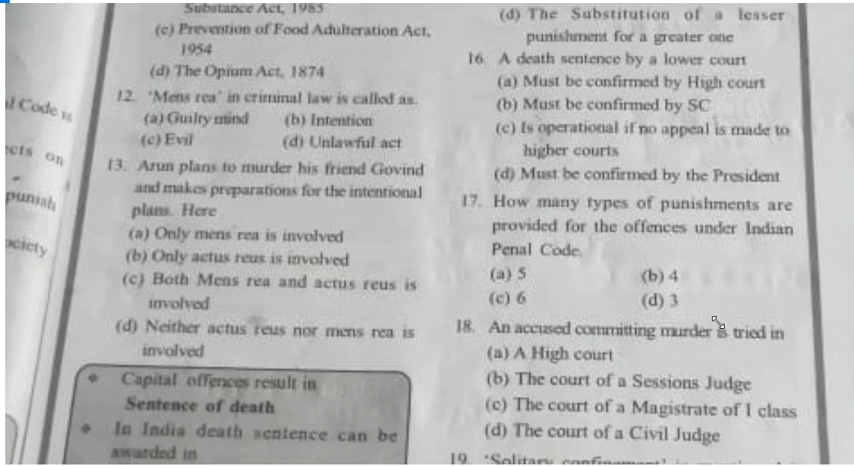 Substance Act, 1985
(c) Prevention of Food Adulteration Act,
1954
(d) The Opium Act, 1874
12. 'Mens rea' in criminal law is called as.
(a) Guilty mind (b) Intention
(c) Evil (d) Unlawful act
13. Arun plans to murder his friend Govind
and makes preparations for the intentional
plans. Here
(a) Only mens rea is involved
(b) Only actus reus is involved
(c) Both Mens rea and actus reus is
involved
(d) Neither actus reus nor mens rea is
involved
Capital offences result in
Sentence of death
In India death sentence can be
awarded in
(d) The Substitution of a lesser
punishment for a greater one
16. A death sentence by a lower court
(a) Must be confirmed by High court
(b) Must be confirmed by SC
(c) Is operational if no appeal is made to
higher courts
(d) Must be confirmed by the President
17. How many types of punishments are
provided for the offences under Indian
Penal Code.
(a) 5 (b) 4
(c) 6 (d) 3
18. An accused committing murder is tried in
(a) A High court
(b) The court of a Sessions Judge
(c) The court of a Magistrate of I class
(d) The court of a Civil Judge
19. 'Solitary confinement' is
Code is
on
punish